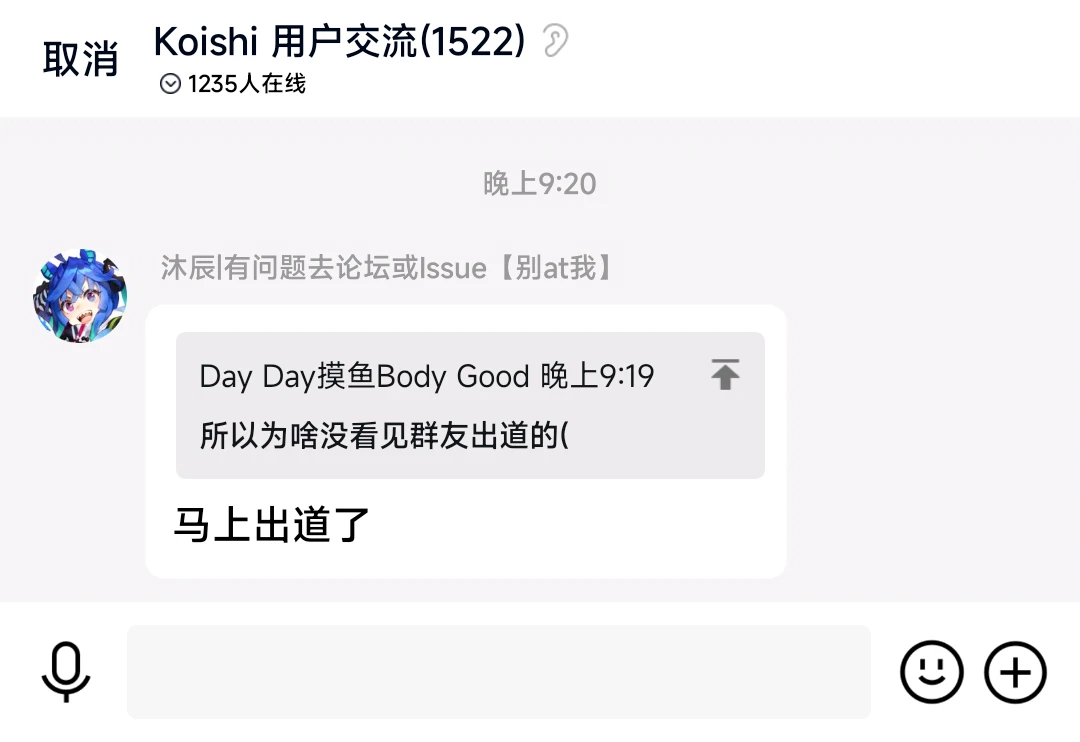 取消
Koishi 用户交流(1522)
1235人在线
晚上9:20
沐辰|有问题去论坛或Issue【别at我】
Day Day摸鱼Body Good 晚上9:19
所以为啥没看见群友出道的(
马上出道了